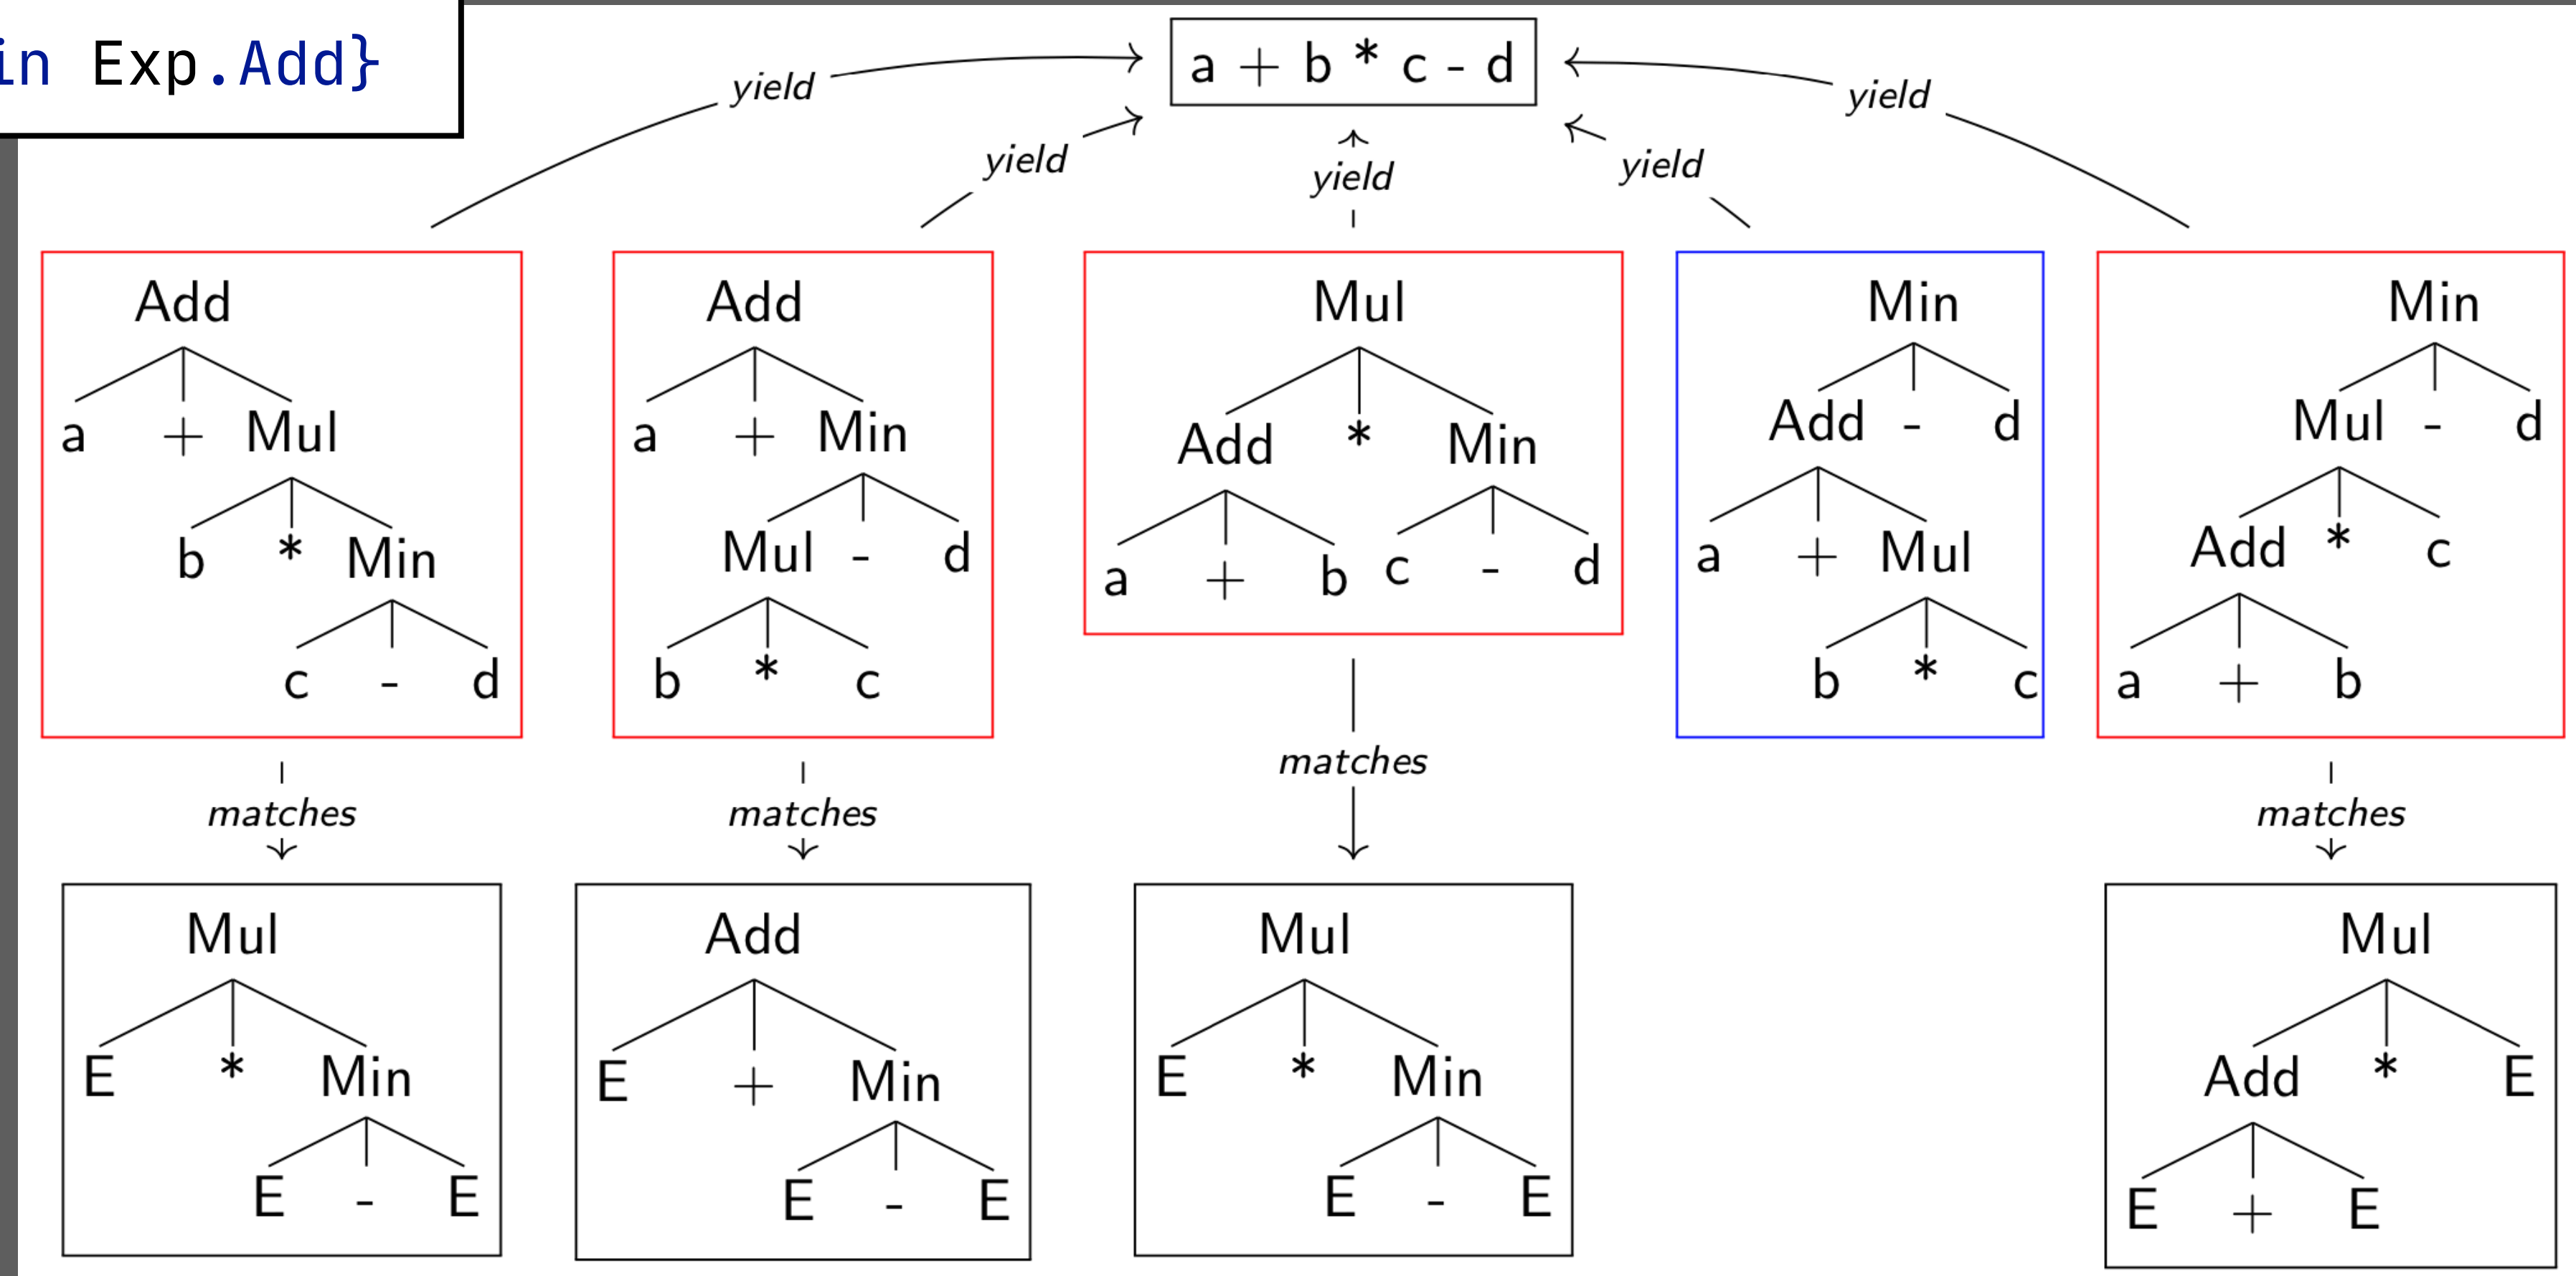 in Exp.Add}
a + b * c - d
yield
yield
yield
yield
yield
Add
a + Mul
b * Min
c - d
Add
a + Min
Mul - d
b * c
Mul
Add * Min
a + b c - d
Min
Add - d
a + Mul
b * c
Min
Mul - d
Add * c
a + b
matches
matches
matches
matches
Mul
E * Min
E - E
Add
E + Min
E - E
Mul
E * Min
E - E
Mul
Add * E
E + E